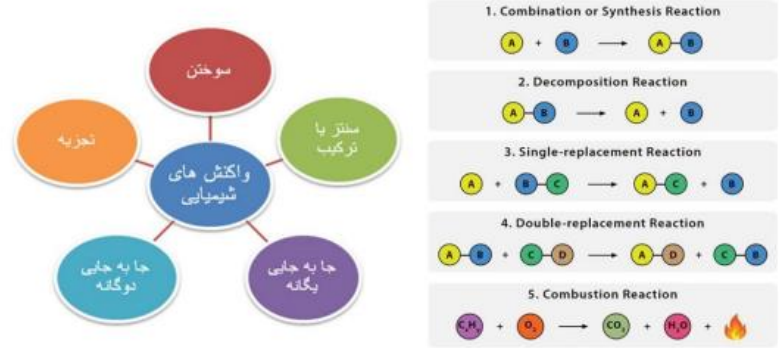 سوختن
سنتز یا
ترکیب
تجزیه
واکنش های
شیمیایی
جا به جایی
دوگانه
جا به جایی
یگانه
1. Combination or Synthesis Reaction
A + B → A B
2. Decomposition Reaction
A B → A + B
3. Single-replacement Reaction
A + B C → A C + B
4. Double-replacement Reaction
A B + C D → A D + C B
5. Combustion Reaction
+ O₂ → CO₂ + H₂O +